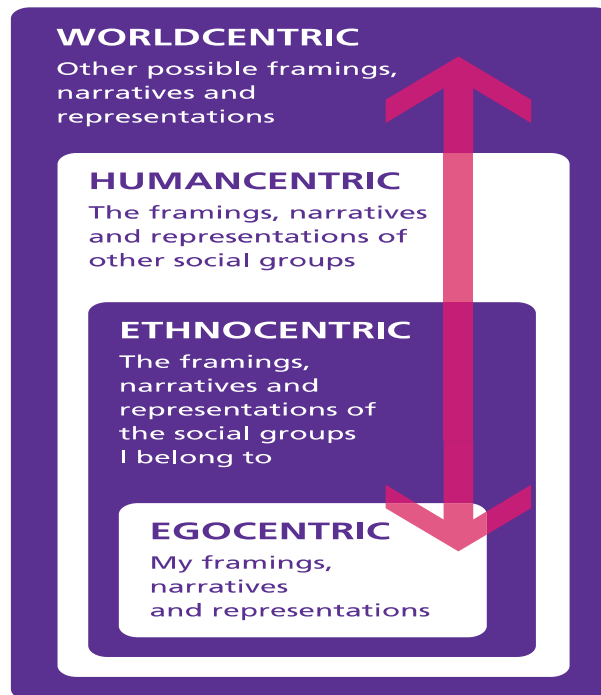 WORLDCENTRIC
Other possible framings,
narratives and
representations
HUMANCENTRIC
The framings, narratives
and representations of
other social groups
ETHNOCENTRIC
The framings,
narratives and
representations of
the social groups
I belong to
EGOCENTRIC
My framings,
narratives
and representations